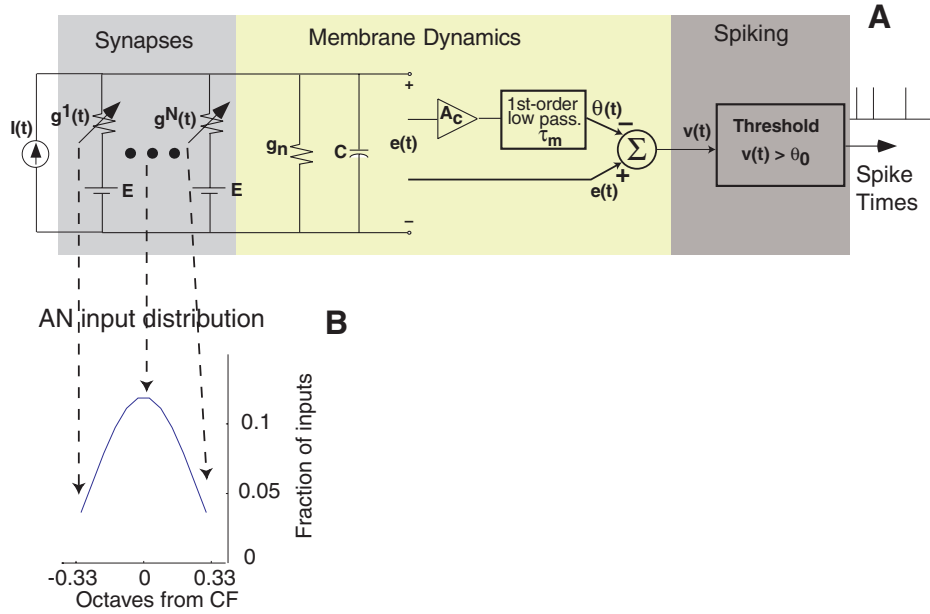 A
Synapses
Membrane Dynamics
Spiking
I(t)
g¹(t)
gᴺ(t)
E
E
gn
C
+
e(t)
−
Ac
1st-order
low pass.
τm
θ(t)
−
Σ
+
e(t)
v(t)
Threshold
v(t) > θ0
Spike
Times
B
AN input distribution
0.1
0.05
0
Fraction of inputs
-0.33 0 0.33
Octaves from CF